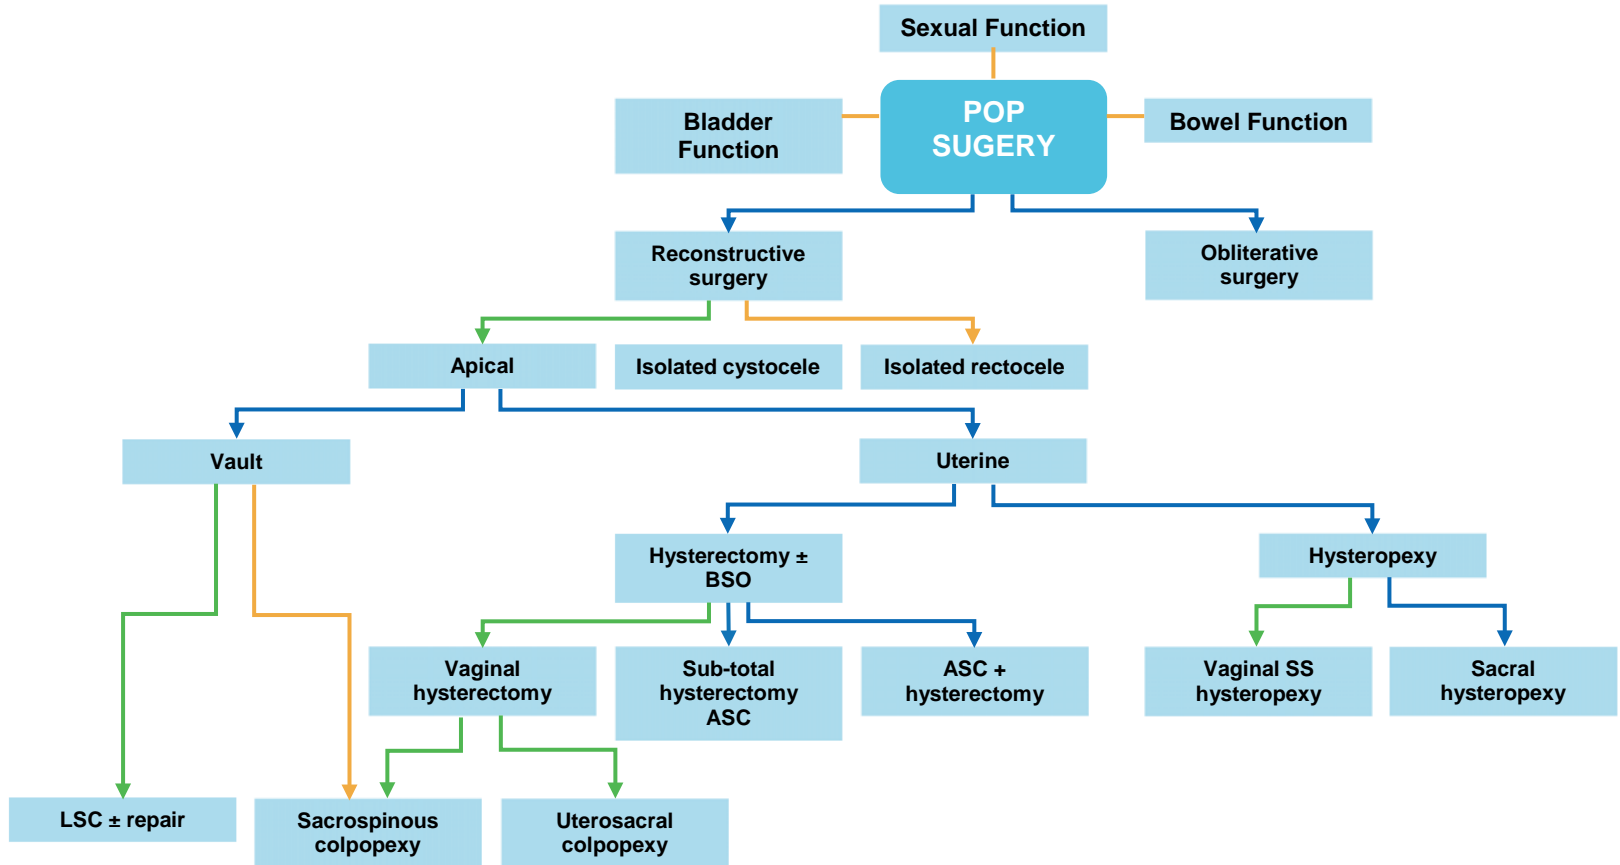 Sexual Function
Bladder
Function
POP
SUGERY
Bowel Function
Reconstructive
surgery
Obliterative
surgery
Apical
Isolated cystocele
Isolated rectocele
Vault
Uterine
Hysterectomy ±
BSO
Hysteropexy
Vaginal
hysterectomy
Sub-total
hysterectomy
ASC
ASC +
hysterectomy
Vaginal SS
hysteropexy
Sacral
hysteropexy
LSC ± repair
Sacrospinous
colpopexy
Uterosacral
colpopexy